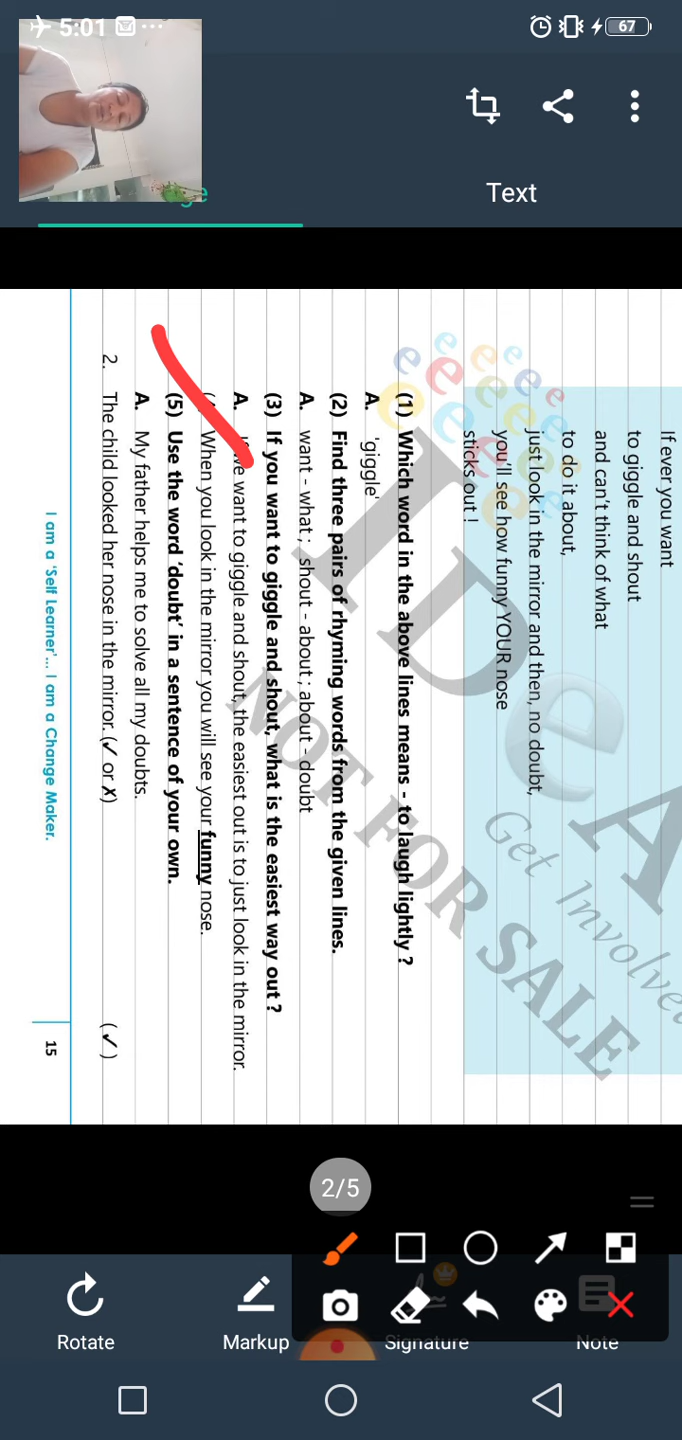 5:01
67
Text
If ever you want
to giggle and shout
and can't think of what
to do it about,
just look in the mirror and then, no doubt,
you'll see how funny YOUR nose
sticks out !
(1) Which word in the above lines means - to laugh lightly ?
A. 'giggle'
(2) Find three pairs of rhyming words from the given lines.
A. want - what ; shout - about ; about - doubt
(3) If you want to giggle and shout, what is the easiest way out ?
A. we want to giggle and shout, the easiest out is to just look in the mirror.
When you look in the mirror you will see your funny nose.
(5) Use the word 'doubt' in a sentence of your own.
A. My father helps me to solve all my doubts.
2. The child looked her nose in the mirror. (✓ or ✗) (✓)
I am a 'Self Learner'... I am a Change Maker.
15
IDeA
Get Involved
NOT FOR SALE
2/5
Rotate
Markup
Signature
Note